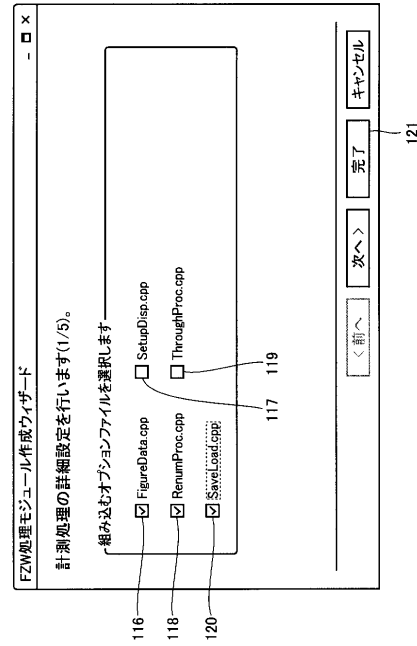 FZW処理モジュール作成ウィザード
計測処理の詳細設定を行います(1/5)。
組み込むオプションファイルを選択します
116 FigureData.cpp SetupDisp.cpp
117
118 RenumProc.cpp ThroughProc.cpp
119
120 SaveLoad.cpp
<前へ 次へ> 完了 キャンセル
121